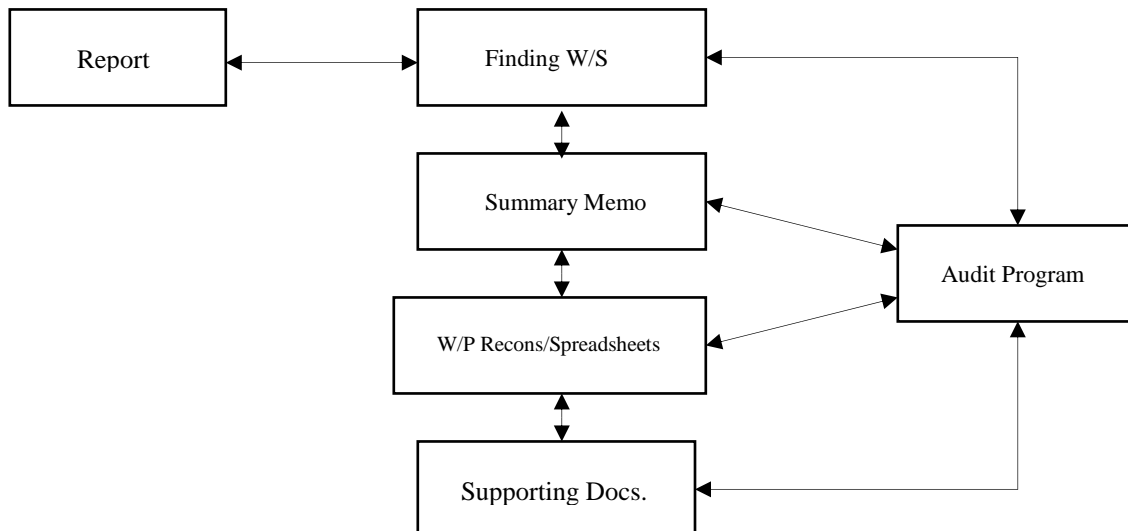 Report
Finding W/S
Summary Memo
Audit Program
W/P Recons/Spreadsheets
Supporting Docs.